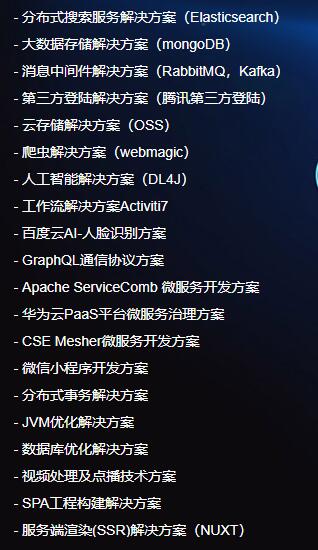 - 分布式搜索服务解决方案（Elasticsearch）
- 大数据存储解决方案（mongoDB）
- 消息中间件解决方案（RabbitMQ，Kafka）
- 第三方登陆解决方案（腾讯第三方登陆）
- 云存储解决方案（OSS）
- 爬虫解决方案（webmagic）
- 人工智能解决方案（DL4J）
- 工作流解决方案Activiti7
- 百度云AI-人脸识别方案
- GraphQL通信协议方案
- Apache ServiceComb 微服务开发方案
- 华为云PaaS平台微服务治理方案
- CSE Mesher微服务开发方案
- 微信小程序开发方案
- 分布式事务解决方案
- JVM优化解决方案
- 数据库优化解决方案
- 视频处理及点播技术方案
- SPA工程构建解决方案
- 服务端渲染(SSR)解决方案（NUXT）